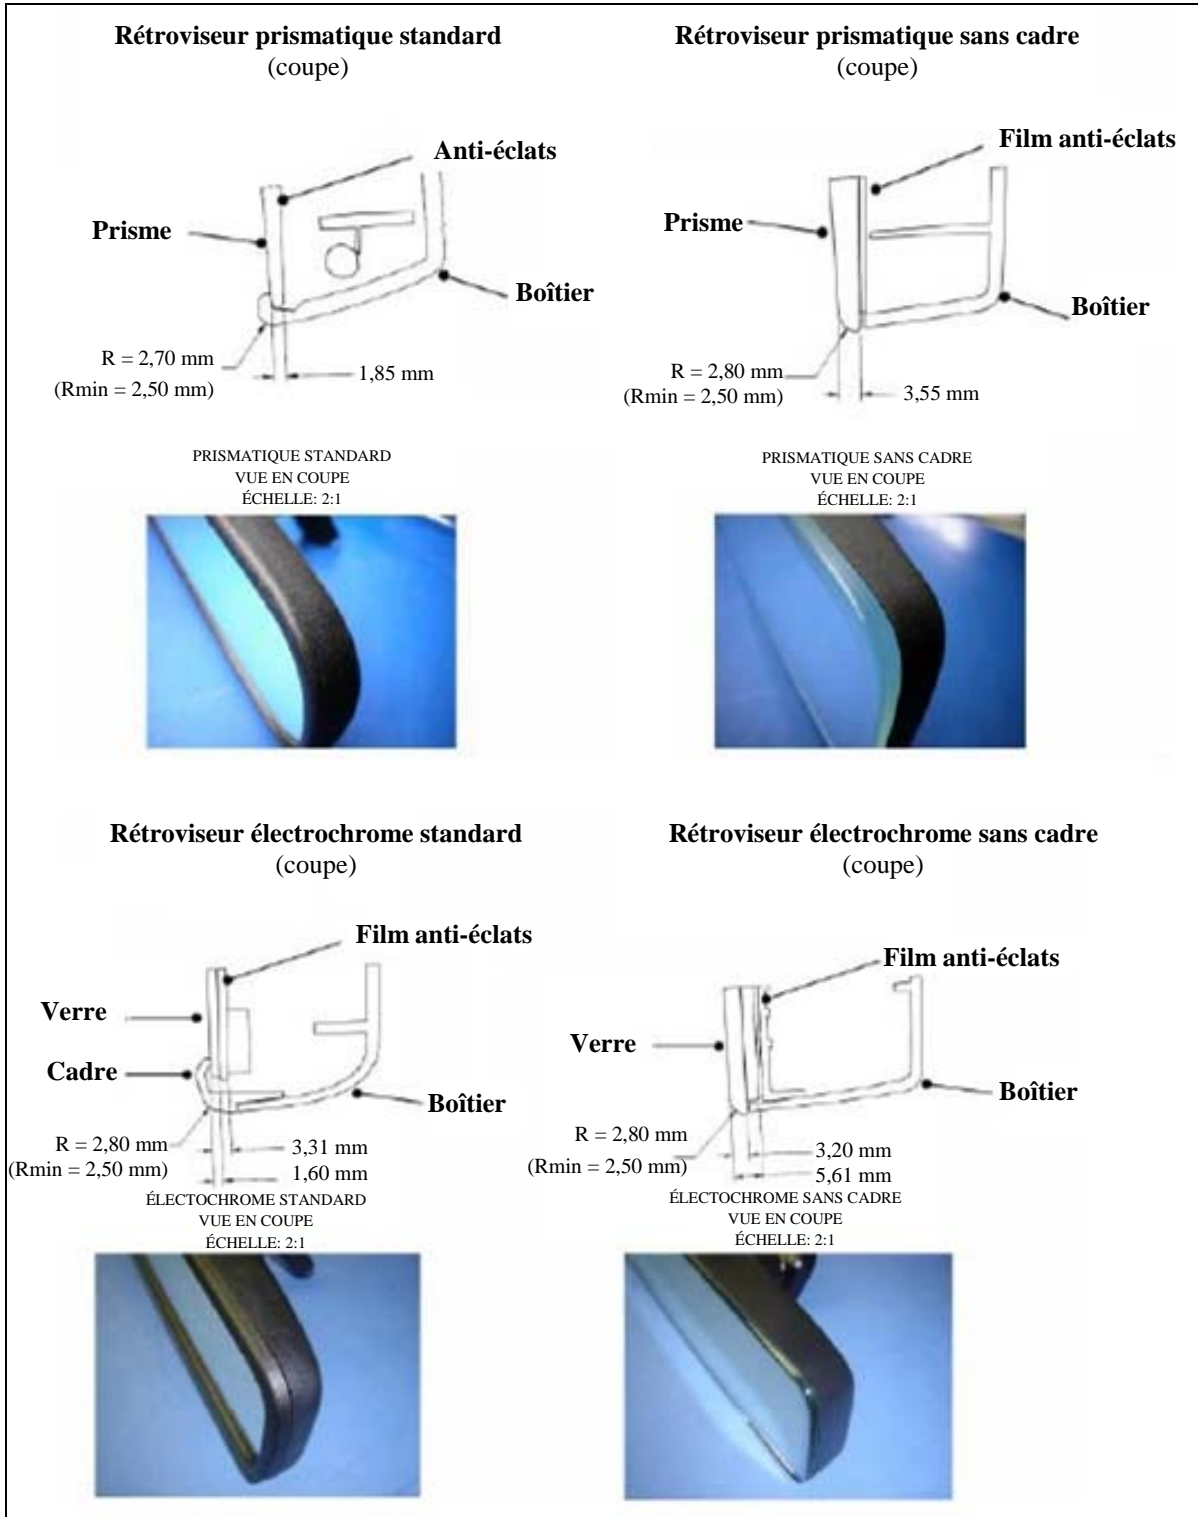 Rétroviseur prismatique standard
(coupe)
Anti-éclats
Prisme
Boîtier
R = 2,70 mm
(Rmin = 2,50 mm)
1,85 mm
PRISMATIQUE STANDARD
VUE EN COUPE
ÉCHELLE: 2:1
Rétroviseur prismatique sans cadre
(coupe)
Film anti-éclats
Prisme
Boîtier
R = 2,80 mm
(Rmin = 2,50 mm)
3,55 mm
PRISMATIQUE SANS CADRE
VUE EN COUPE
ÉCHELLE: 2:1
Rétroviseur électrochrome standard
(coupe)
Film anti-éclats
Verre
Cadre
Boîtier
R = 2,80 mm
(Rmin = 2,50 mm)
3,31 mm
1,60 mm
ÉLECTOCHROME STANDARD
VUE EN COUPE
ÉCHELLE: 2:1
Rétroviseur électrochrome sans cadre
(coupe)
Film anti-éclats
Verre
Boîtier
R = 2,80 mm
(Rmin = 2,50 mm)
3,20 mm
5,61 mm
ÉLECTOCHROME SANS CADRE
VUE EN COUPE
ÉCHELLE: 2:1